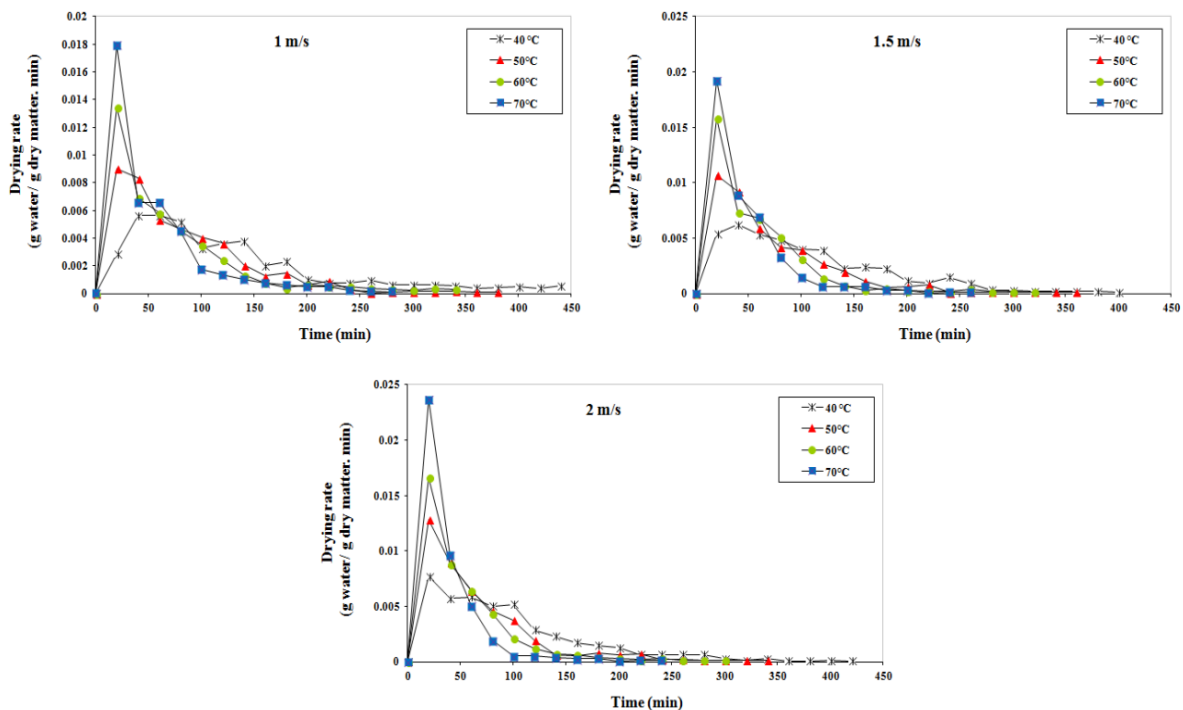 0.02
0.018
0.016
0.014
0.012
0.01
0.008
0.006
0.004
0.002
0
Drying rate
(g water/ g dry matter. min)
1 m/s
40 °C
50°C
60°C
70°C
0 50 100 150 200 250 300 350 400 450
Time (min)
0.025
0.02
0.015
0.01
0.005
0
Drying rate
(g water/ g dry matter. min)
1.5 m/s
40 °C
50°C
60°C
70°C
0 50 100 150 200 250 300 350 400 450
Time (min)
0.025
0.02
0.015
0.01
0.005
0
Drying rate
(g water/ g dry matter. min)
2 m/s
40 °C
50°C
60°C
70°C
0 50 100 150 200 250 300 350 400 450
Time (min)